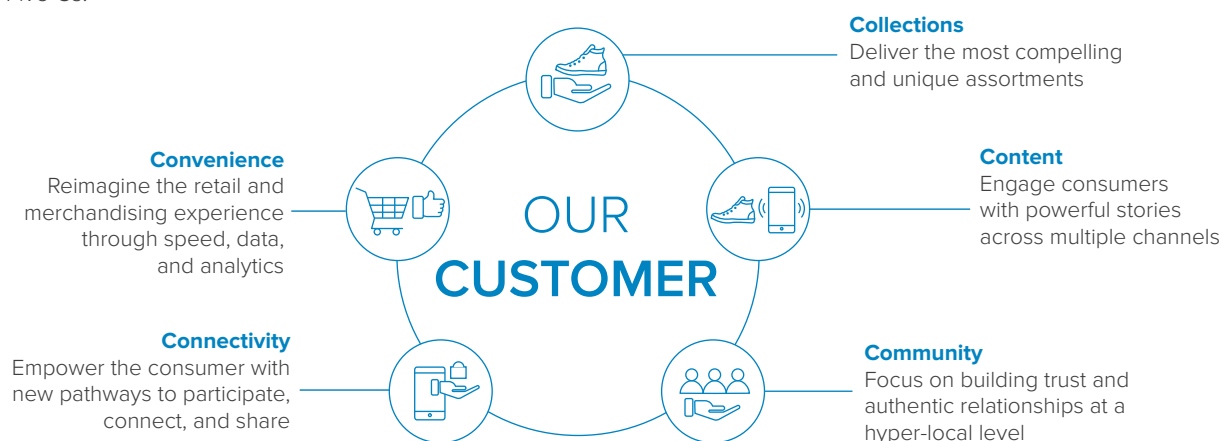 Collections
Deliver the most compelling
and unique assortments
Content
Engage consumers
with powerful stories
across multiple channels
Community
Focus on building trust and
authentic relationships at a
hyper-local level
Connectivity
Empower the consumer with
new pathways to participate,
connect, and share
Convenience
Reimagine the retail and
merchandising experience
through speed, data,
and analytics
OUR
CUSTOMER